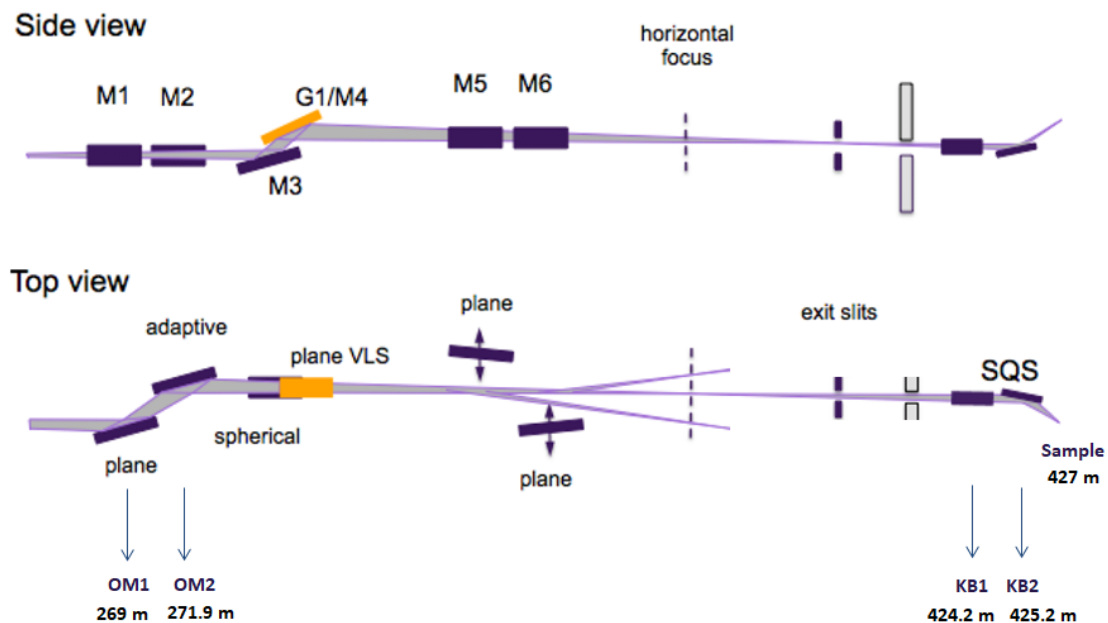 Side view
horizontal
focus
M1 M2 G1/M4 M5 M6
M3
Top view
adaptive
plane
exit slits
plane VLS
SQS
spherical
plane
plane
Sample
427 m
OM1 OM2 KB1 KB2
269 m 271.9 m 424.2 m 425.2 m